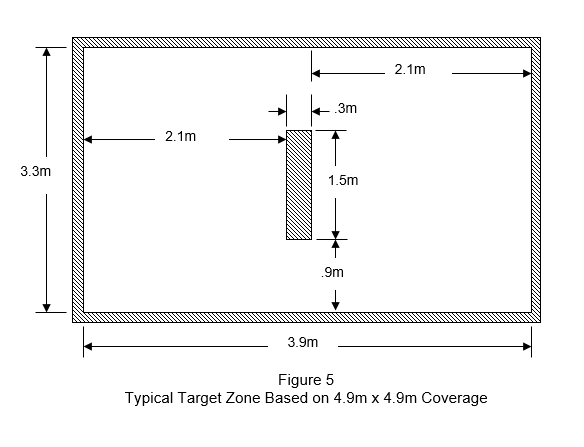 2.1m
.3m
2.1m
3.3m
1.5m
.9m
3.9m
Figure 5
Typical Target Zone Based on 4.9m x 4.9m Coverage